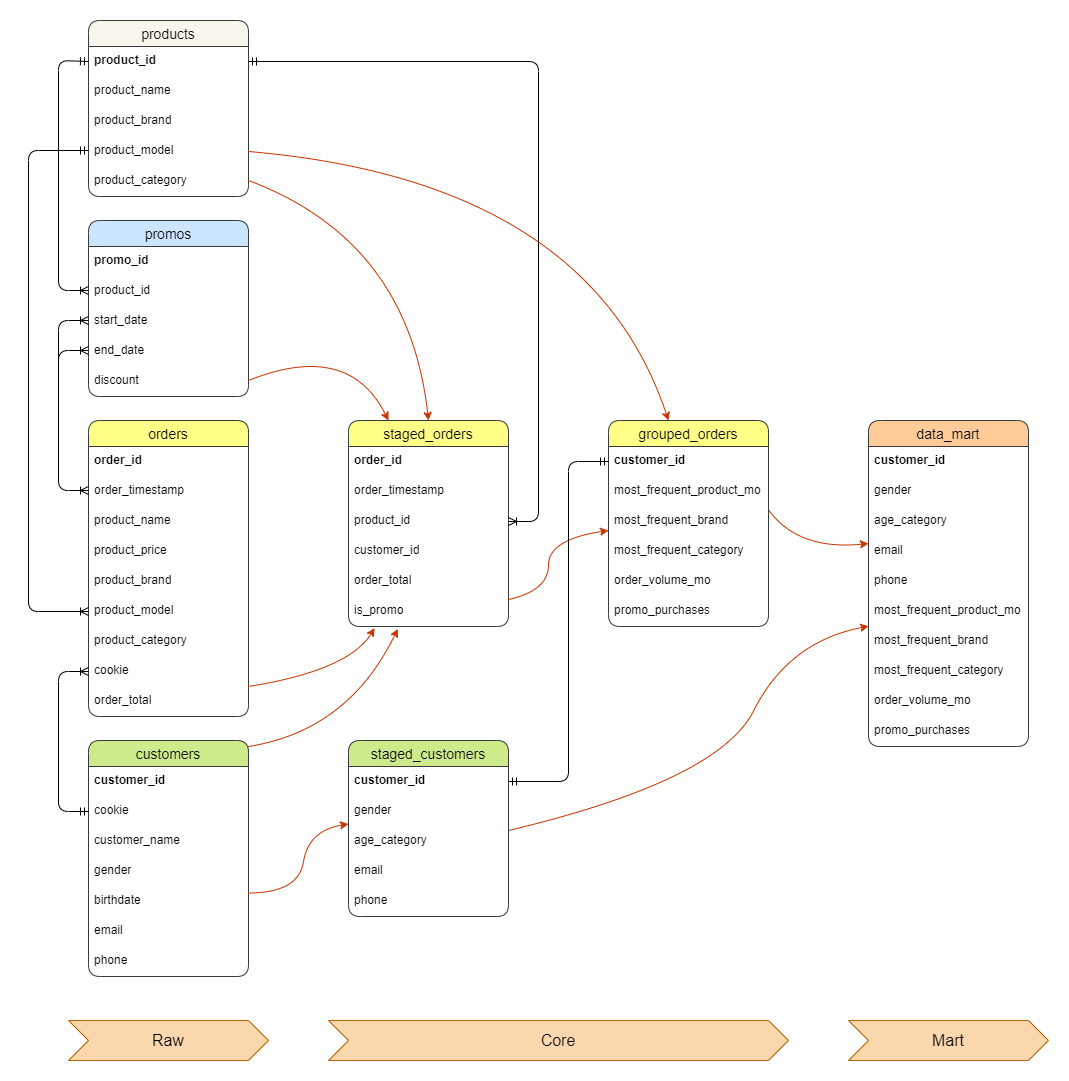 products
product_id
product_name
product_brand
product_model
product_category
promos
promo_id
product_id
start_date
end_date
discount
orders
order_id
order_timestamp
product_name
product_price
product_brand
product_model
product_category
cookie
order_total
customers
customer_id
cookie
customer_name
gender
birthdate
email
phone
staged_orders
order_id
order_timestamp
product_id
customer_id
order_total
is_promo
staged_customers
customer_id
gender
age_category
email
phone
grouped_orders
customer_id
most_frequent_product_mo
most_frequent_brand
most_frequent_category
order_volume_mo
promo_purchases
data_mart
customer_id
gender
age_category
email
phone
most_frequent_product_mo
most_frequent_brand
most_frequent_category
order_volume_mo
promo_purchases
Raw
Core
Mart